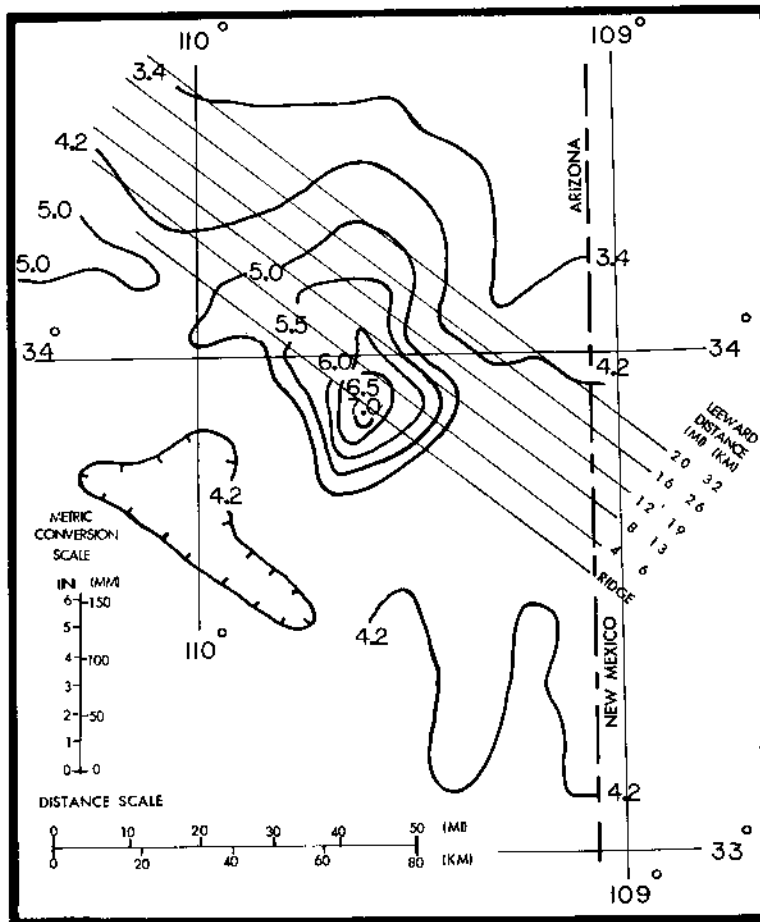 110° 109°
3.4
4.2
ARIZONA
5.0
5.0 5.0 3.4
5.5
34° 34°
6.0 4.2
6.5
7.0
LEEWARD
DISTANCE
(MI) (KM)
20 32
16 26
12 19
8 13
4 6
RIDGE
4.2
METRIC
CONVERSION
SCALE
IN (MM)
6 150
5
4 100
3
2 50
1
0 0
110°
4.2
NEW MEXICO
4.2
DISTANCE SCALE
0 10 20 30 40 50 (MI)
0 20 40 60 80 (KM)
33°
109°